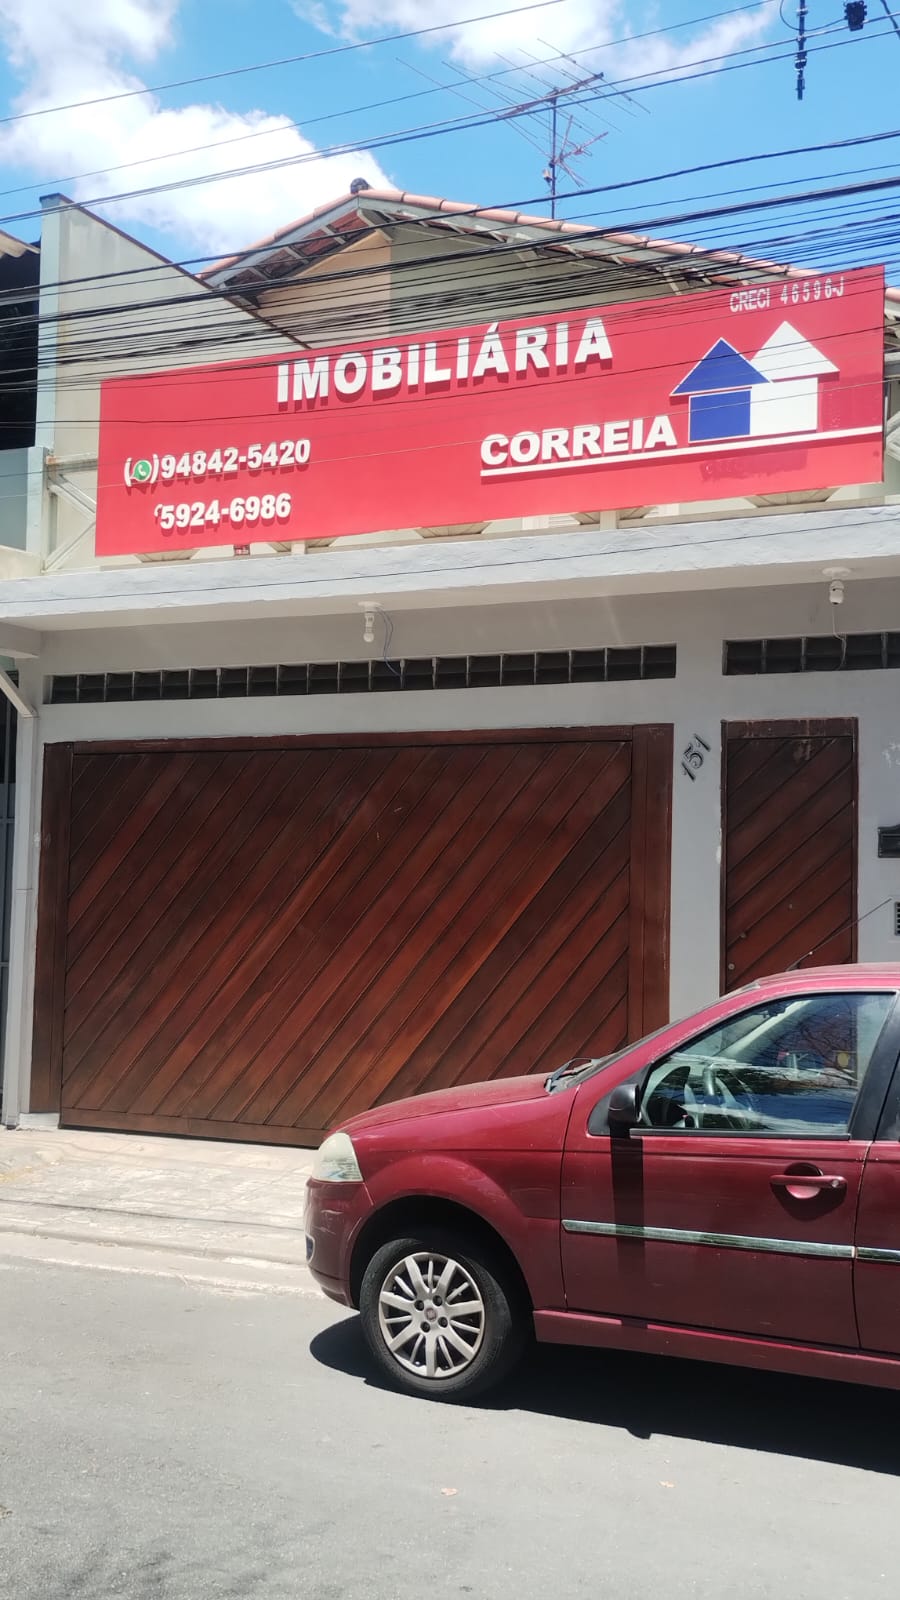 CRECI 46596-J
IMOBILIÁRIA
CORREIA
94842-5420
5924-6986
151